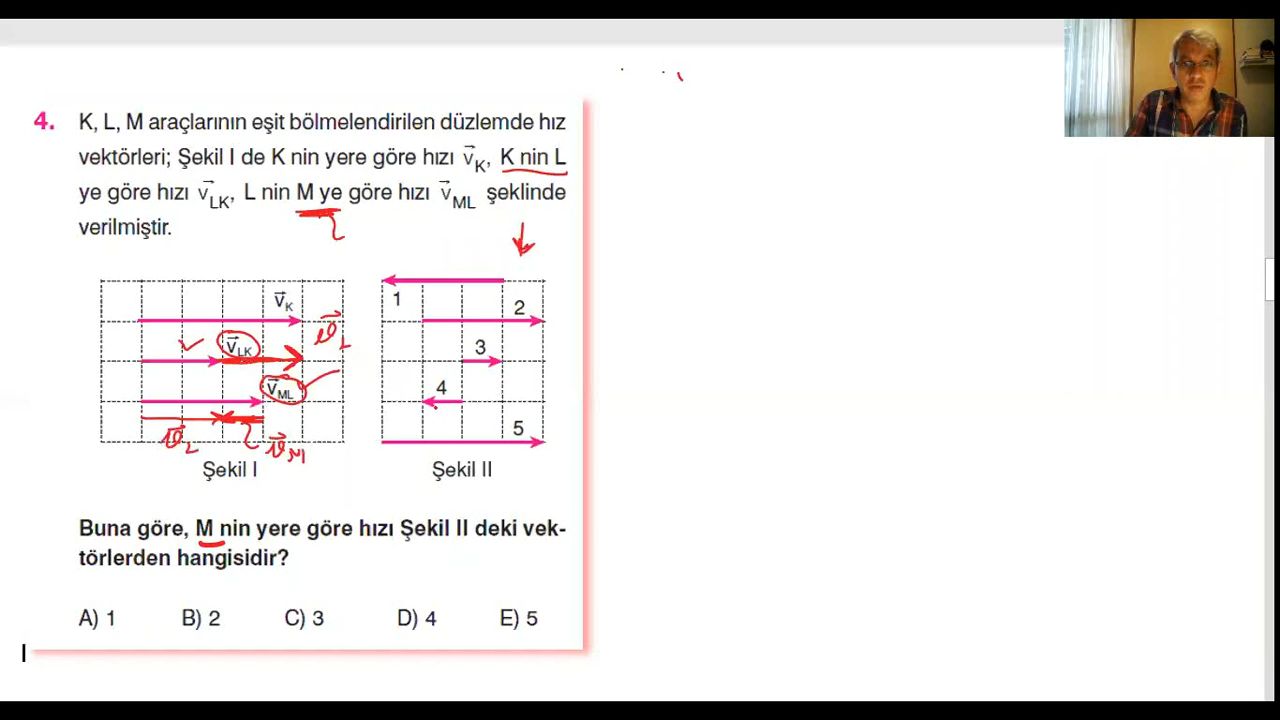 4. K, L, M araçlarının eşit bölmelendirilen düzlemde hız
vektörleri; Şekil I de K nin yere göre hızı v⃗K, K nin L
ye göre hızı v⃗LK, L nin M ye göre hızı v⃗ML şeklinde
verilmiştir.
v⃗K
v⃗LK
v⃗L
v⃗ML
v⃗L
v⃗M
Şekil I
1
2
3
4
5
Şekil II
Buna göre, M nin yere göre hızı Şekil II deki vek-
törlerden hangisidir?
A) 1 B) 2 C) 3 D) 4 E) 5